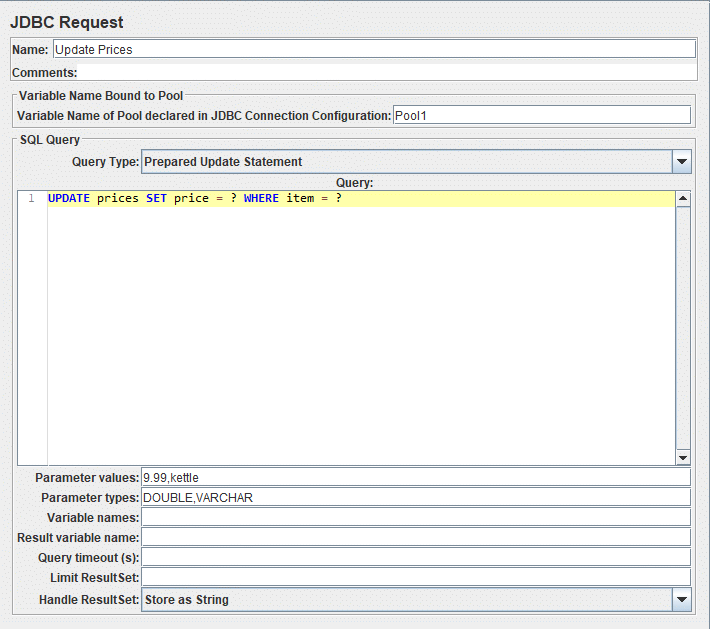 JDBC Request
Name: Update Prices
Comments:
Variable Name Bound to Pool
Variable Name of Pool declared in JDBC Connection Configuration: Pool1
SQL Query
Query Type: Prepared Update Statement
Query:
1 UPDATE prices SET price = ? WHERE item = ?
Parameter values: 9.99,kettle
Parameter types: DOUBLE,VARCHAR
Variable names:
Result variable name:
Query timeout (s):
Limit ResultSet:
Handle ResultSet: Store as String